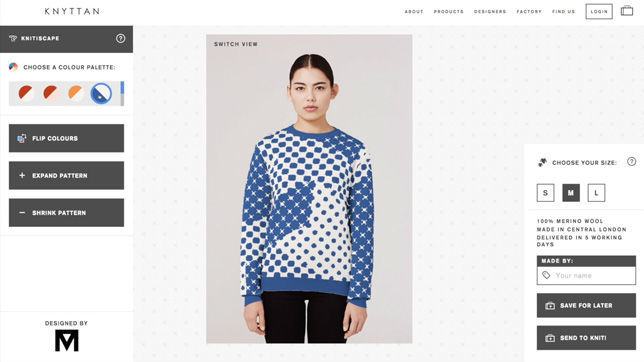 KNYTTAN
ABOUT
PRODUCTS
DESIGNERS
FACTORY
FIND US
LOGIN
KNITISCAPE
?
CHOOSE A COLOUR PALETTE:
FLIP COLOURS
+ EXPAND PATTERN
− SHRINK PATTERN
DESIGNED BY
M
SWITCH VIEW
CHOOSE YOUR SIZE:
?
S
M
L
100% MERINO WOOL
MADE IN CENTRAL LONDON
DELIVERED IN 5 WORKING
DAYS
MADE BY:
Your name
SAVE FOR LATER
SEND TO KNIT!